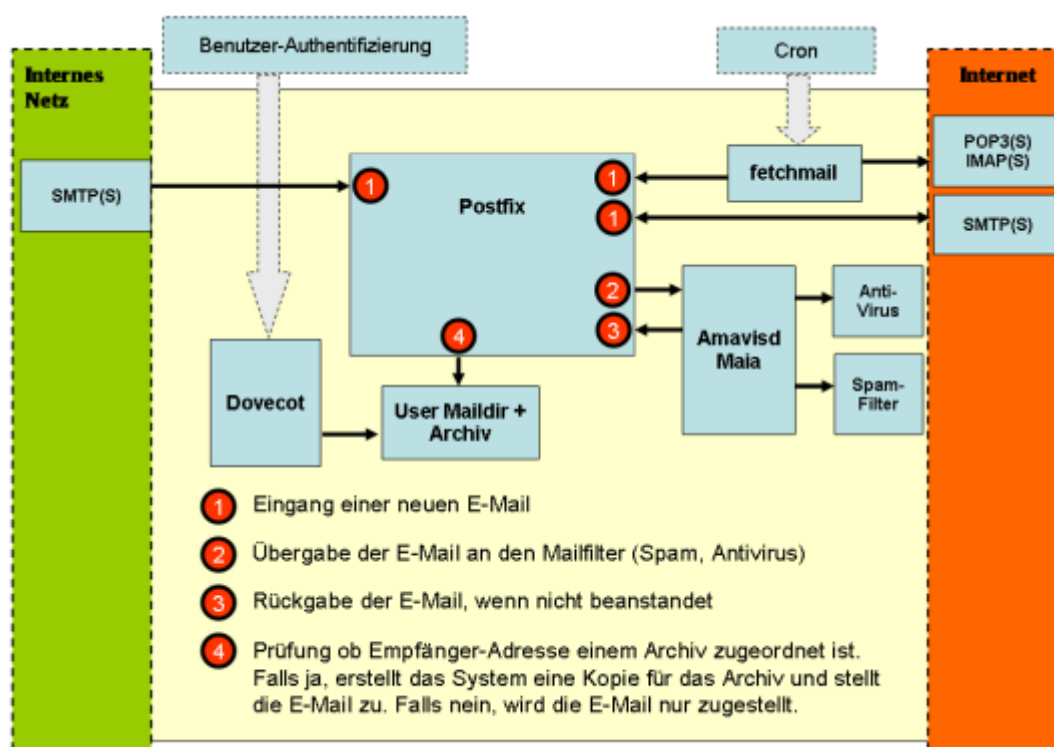 Benutzer-Authentifizierung
Cron
Internes
Netz
Internet
SMTP(S)
POP3(S)
IMAP(S)
fetchmail
1
1
Postfix
1
SMTP(S)
2
3
4
Amavisd
Maia
Anti-
Virus
Spam-
Filter
Dovecot
User Maildir +
Archiv
1 Eingang einer neuen E-Mail
2 Übergabe der E-Mail an den Mailfilter (Spam, Antivirus)
3 Rückgabe der E-Mail, wenn nicht beanstandet
4 Prüfung ob Empfänger-Adresse einem Archiv zugeordnet ist.
Falls ja, erstellt das System eine Kopie für das Archiv und stellt
die E-Mail zu. Falls nein, wird die E-Mail nur zugestellt.